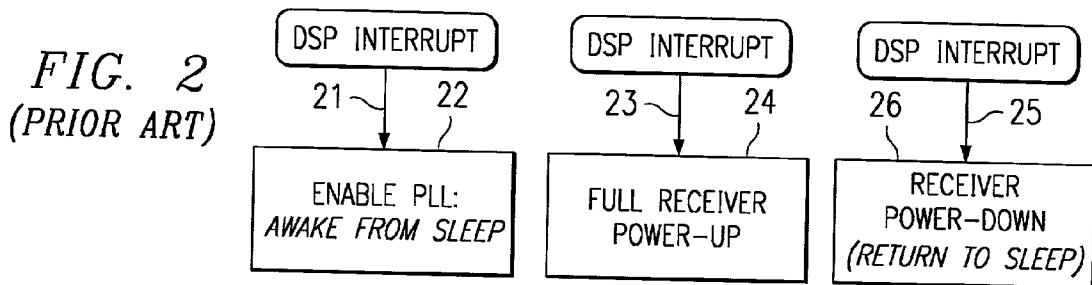 FIG. 2
(PRIOR ART)
DSP INTERRUPT
21
22
ENABLE PLL:
AWAKE FROM SLEEP
DSP INTERRUPT
23
24
FULL RECEIVER
POWER-UP
DSP INTERRUPT
26
25
RECEIVER
POWER-DOWN
(RETURN TO SLEEP)